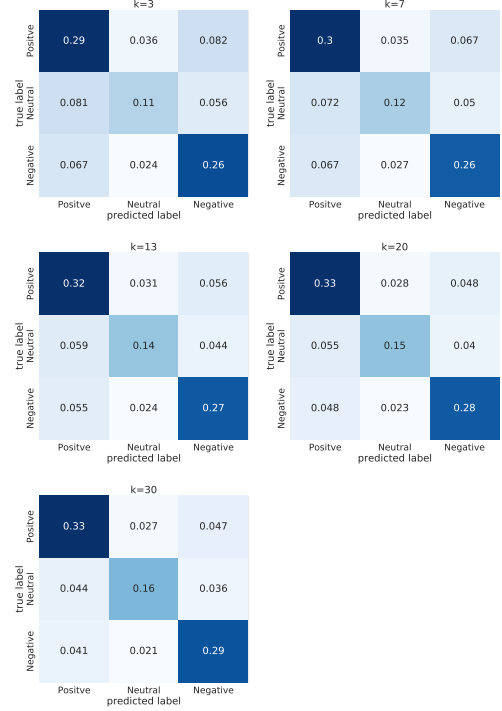 k=3
true label
Positve
0.29 0.036 0.082
Neutral
0.081 0.11 0.056
Negative
0.067 0.024 0.26
Positve Neutral Negative
predicted label
k=7
true label
Positve
0.3 0.035 0.067
Neutral
0.072 0.12 0.05
Negative
0.067 0.027 0.26
Positve Neutral Negative
predicted label
k=13
true label
Positve
0.32 0.031 0.056
Neutral
0.059 0.14 0.044
Negative
0.055 0.024 0.27
Positve Neutral Negative
predicted label
k=20
true label
Positve
0.33 0.028 0.048
Neutral
0.055 0.15 0.04
Negative
0.048 0.023 0.28
Positve Neutral Negative
predicted label
k=30
true label
Positve
0.33 0.027 0.047
Neutral
0.044 0.16 0.036
Negative
0.041 0.021 0.29
Positve Neutral Negative
predicted label